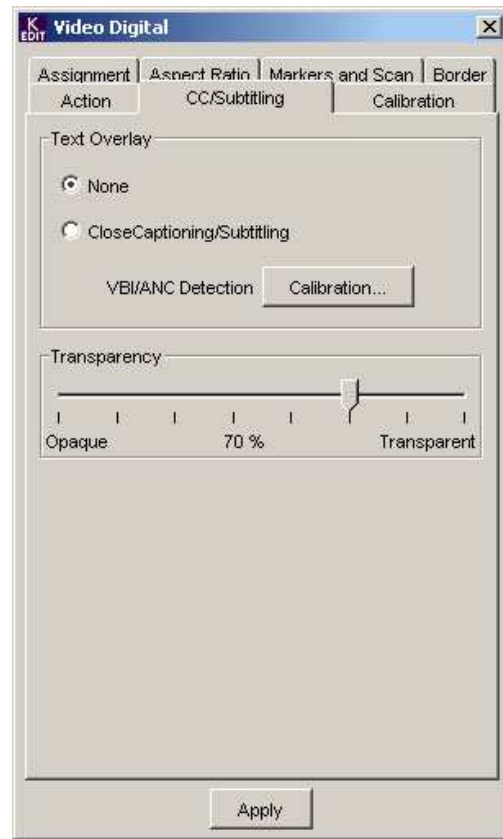 K EDIT Video Digital
Assignment Aspect Ratio Markers and Scan Border
Action CC/Subtitling Calibration
Text Overlay
None
CloseCaptioning/Subtitling
VBI/ANC Detection Calibration...
Transparency
Opaque 70 % Transparent
Apply